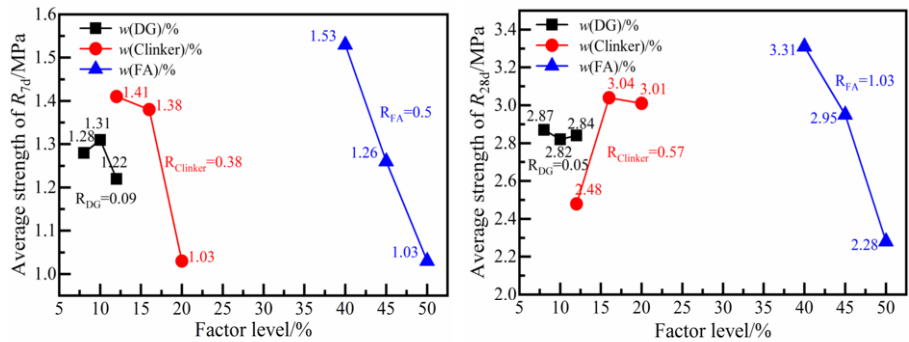 Average strength of R7d/MPa
1.6
1.5
1.4
1.3
1.2
1.1
1.0
w(DG)/%
w(Clinker)/%
w(FA)/%
1.53
1.41
1.38
1.31
1.28
1.22
RFA=0.5
1.26
RClinker=0.38
RDG=0.09
1.03
1.03
5 10 15 20 25 30 35 40 45 50
Factor level/%
Average strength of R28d/MPa
3.6
3.4
3.2
3.0
2.8
2.6
2.4
2.2
2.0
w(DG)/%
w(Clinker)/%
w(FA)/%
3.31
RFA=1.03
3.04
3.01
2.95
2.87
2.84
2.82
RClinker=0.57
RDG=0.05
2.48
2.28
5 10 15 20 25 30 35 40 45 50
Factor level/%